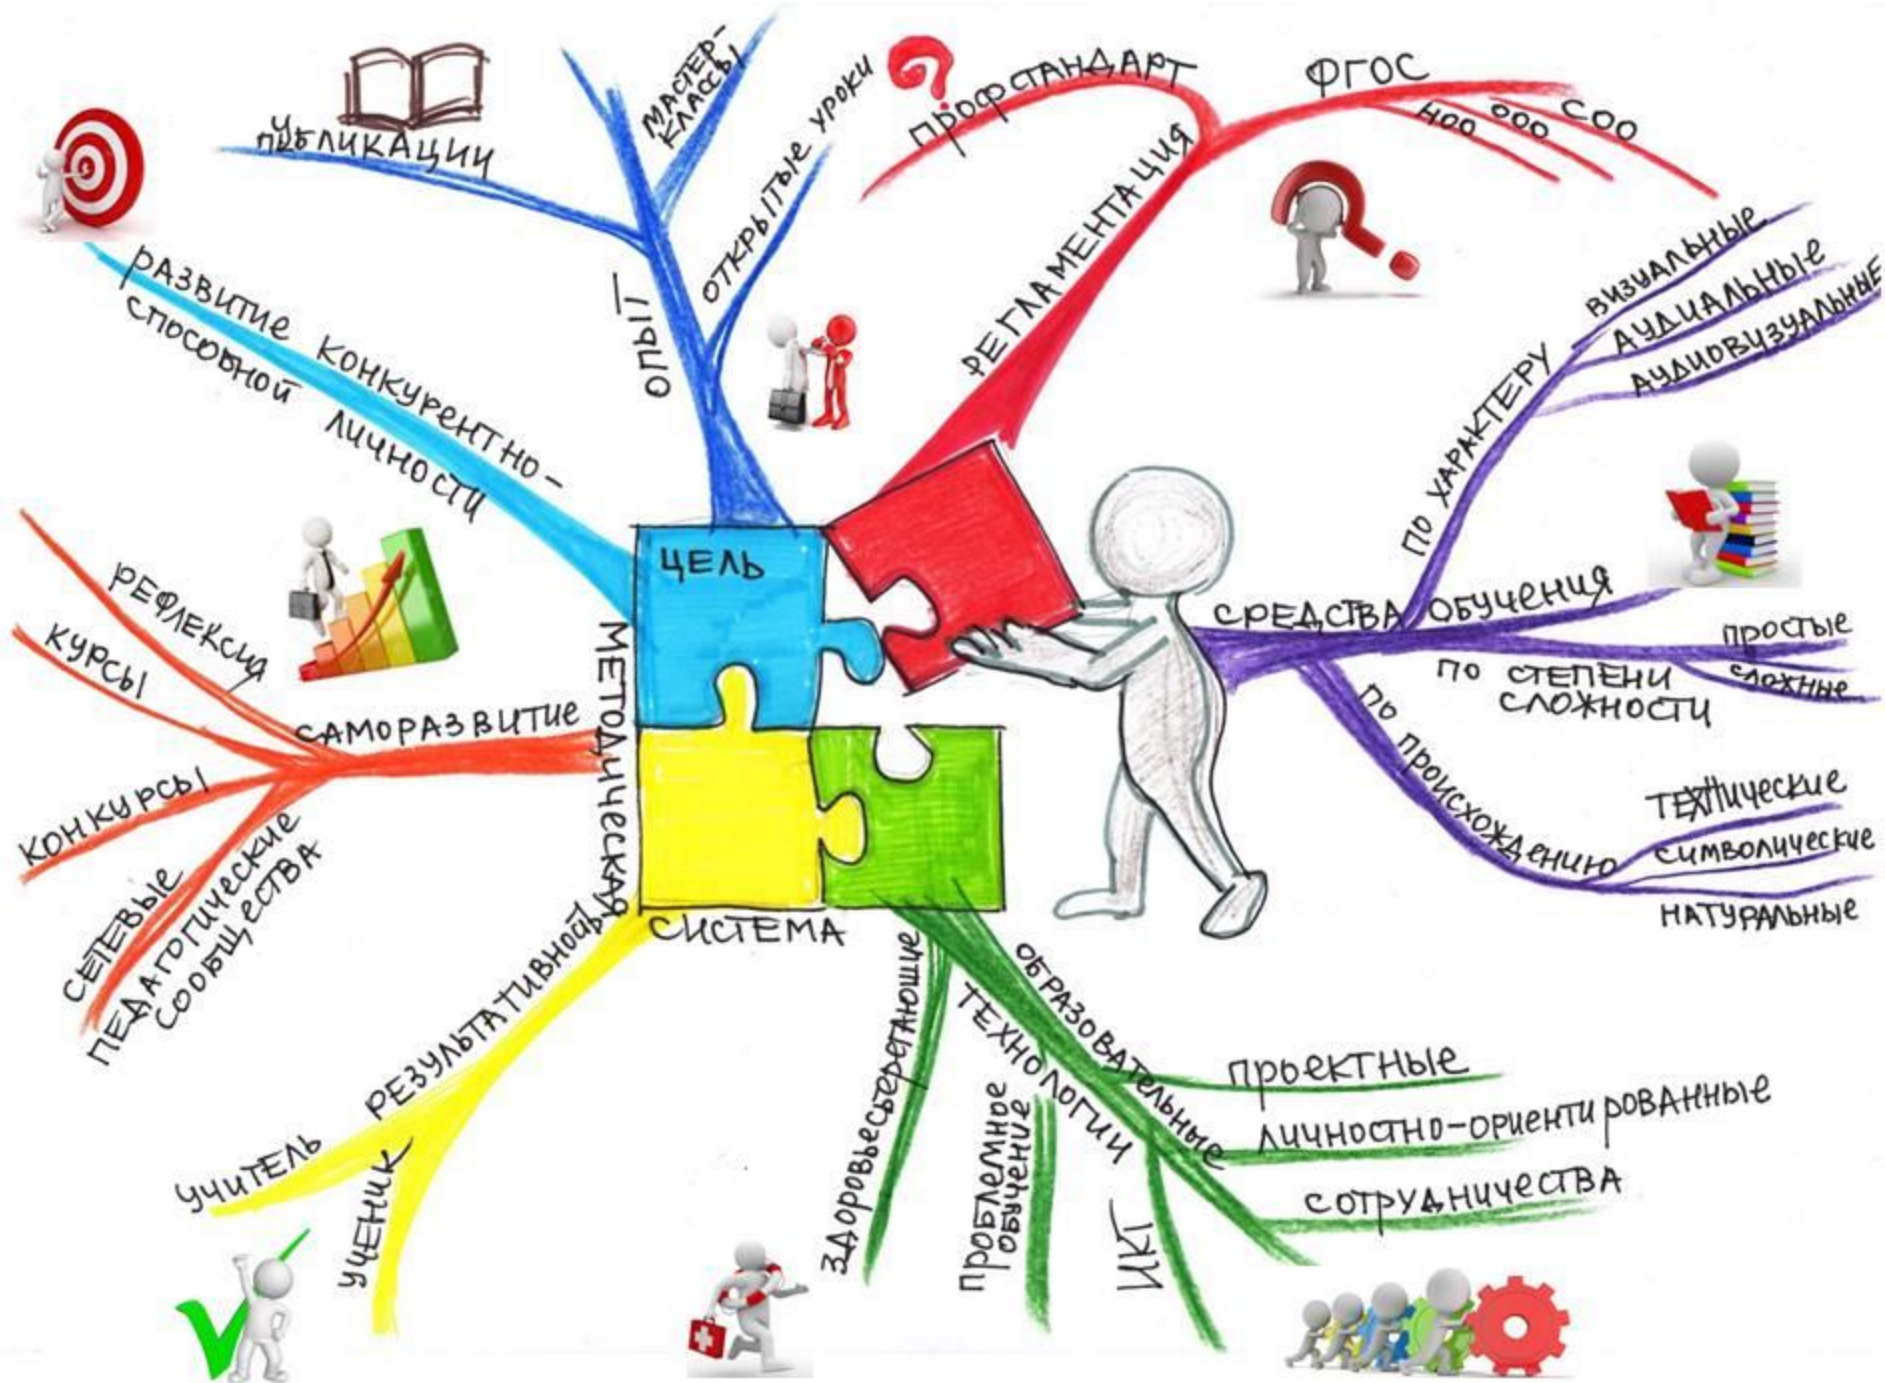 ПУБЛИКАЦИИ
МАСТЕР-
КЛАССЫ
ОТКРЫТЫЕ УРОКИ
ОПЫТ
ПРОФСТАНДАРТ
ФГОС
НОО
ООО
СОО
РЕГЛАМЕНТАЦИЯ
РАЗВИТИЕ КОНКУРЕНТНО-
СПОСОБНОЙ ЛИЧНОСТИ
ЦЕЛЬ
МЕТОДИЧЕСКАЯ
СИСТЕМА
ПО ХАРАКТЕРУ
ВИЗУАЛЬНЫЕ
АУДИАЛЬНЫЕ
АУДИОВИЗУАЛЬНЫЕ
СРЕДСТВА ОБУЧЕНИЯ
ПО СТЕПЕНИ
СЛОЖНОСТИ
ПРОСТЫЕ
СЛОЖНЫЕ
ПО ПРОИСХОЖДЕНИЮ
ТЕХНИЧЕСКИЕ
СИМВОЛИЧЕСКИЕ
НАТУРАЛЬНЫЕ
САМОРАЗВИТИЕ
РЕФЛЕКСИЯ
КУРСЫ
КОНКУРСЫ
СЕТЕВЫЕ
ПЕДАГОГИЧЕСКИЕ
СООБЩЕСТВА
РЕЗУЛЬТАТИВНОСТЬ
УЧИТЕЛЬ
УЧЕНИК
ОБРАЗОВАТЕЛЬНЫЕ
ТЕХНОЛОГИИ
ЗДОРОВЬЕСБЕРЕГАЮЩИЕ
ПРОБЛЕМНОЕ
ОБУЧЕНИЕ
ИКТ
ПРОЕКТНЫЕ
ЛИЧНОСТНО-ОРИЕНТИРОВАННЫЕ
СОТРУДНИЧЕСТВА